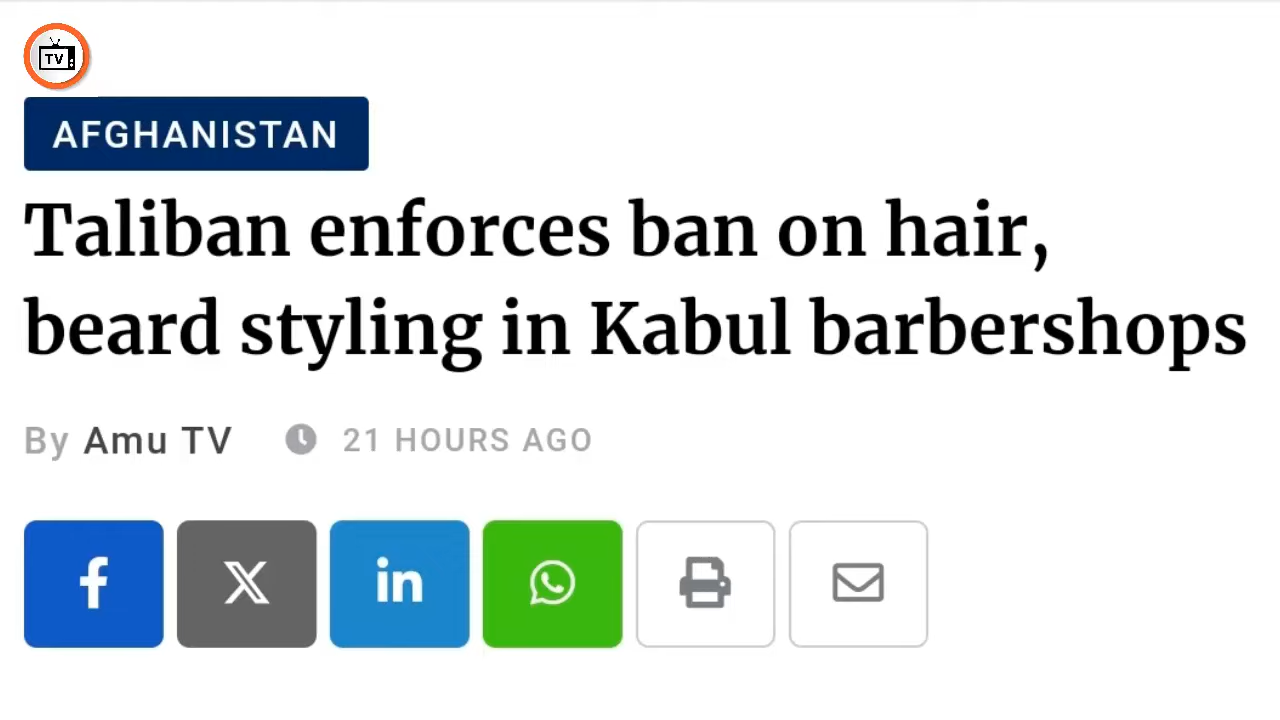 TV
AFGHANISTAN
Taliban enforces ban on hair,
beard styling in Kabul barbershops
By Amu TV 21 HOURS AGO
f X in